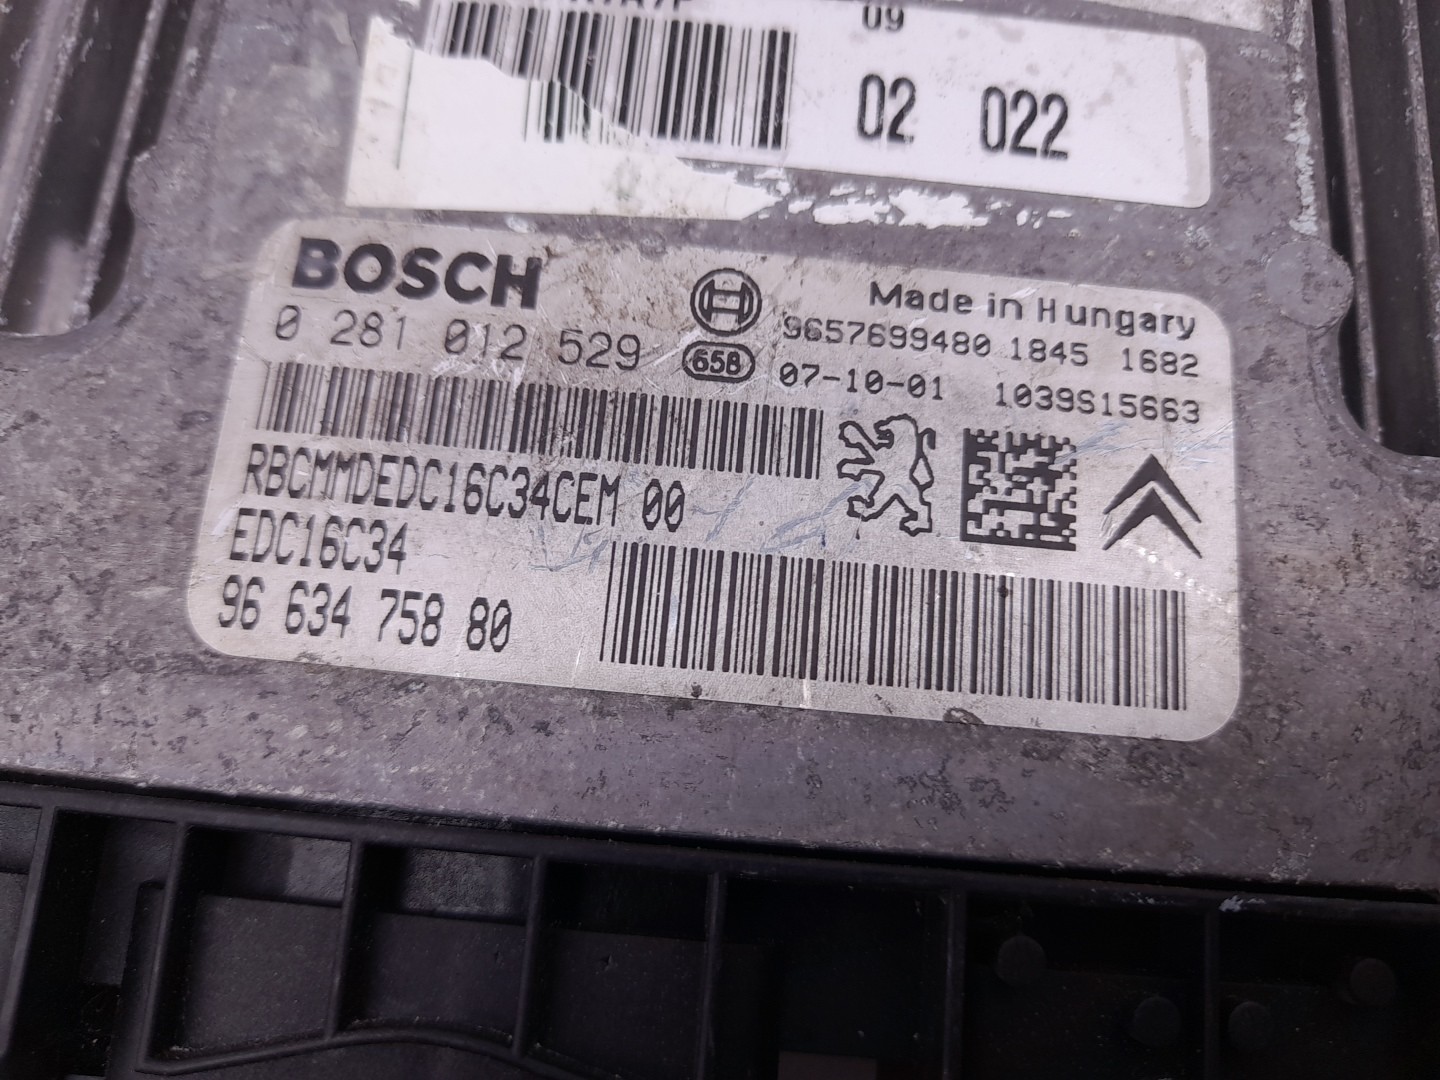 09
02 022
BOSCH
Made in Hungary
0 281 012 529
658
9657699480 1845 1682
07-10-01 1039S15663
RBCMMDEDC16C34CEM 00
EDC16C34
96 634 758 80